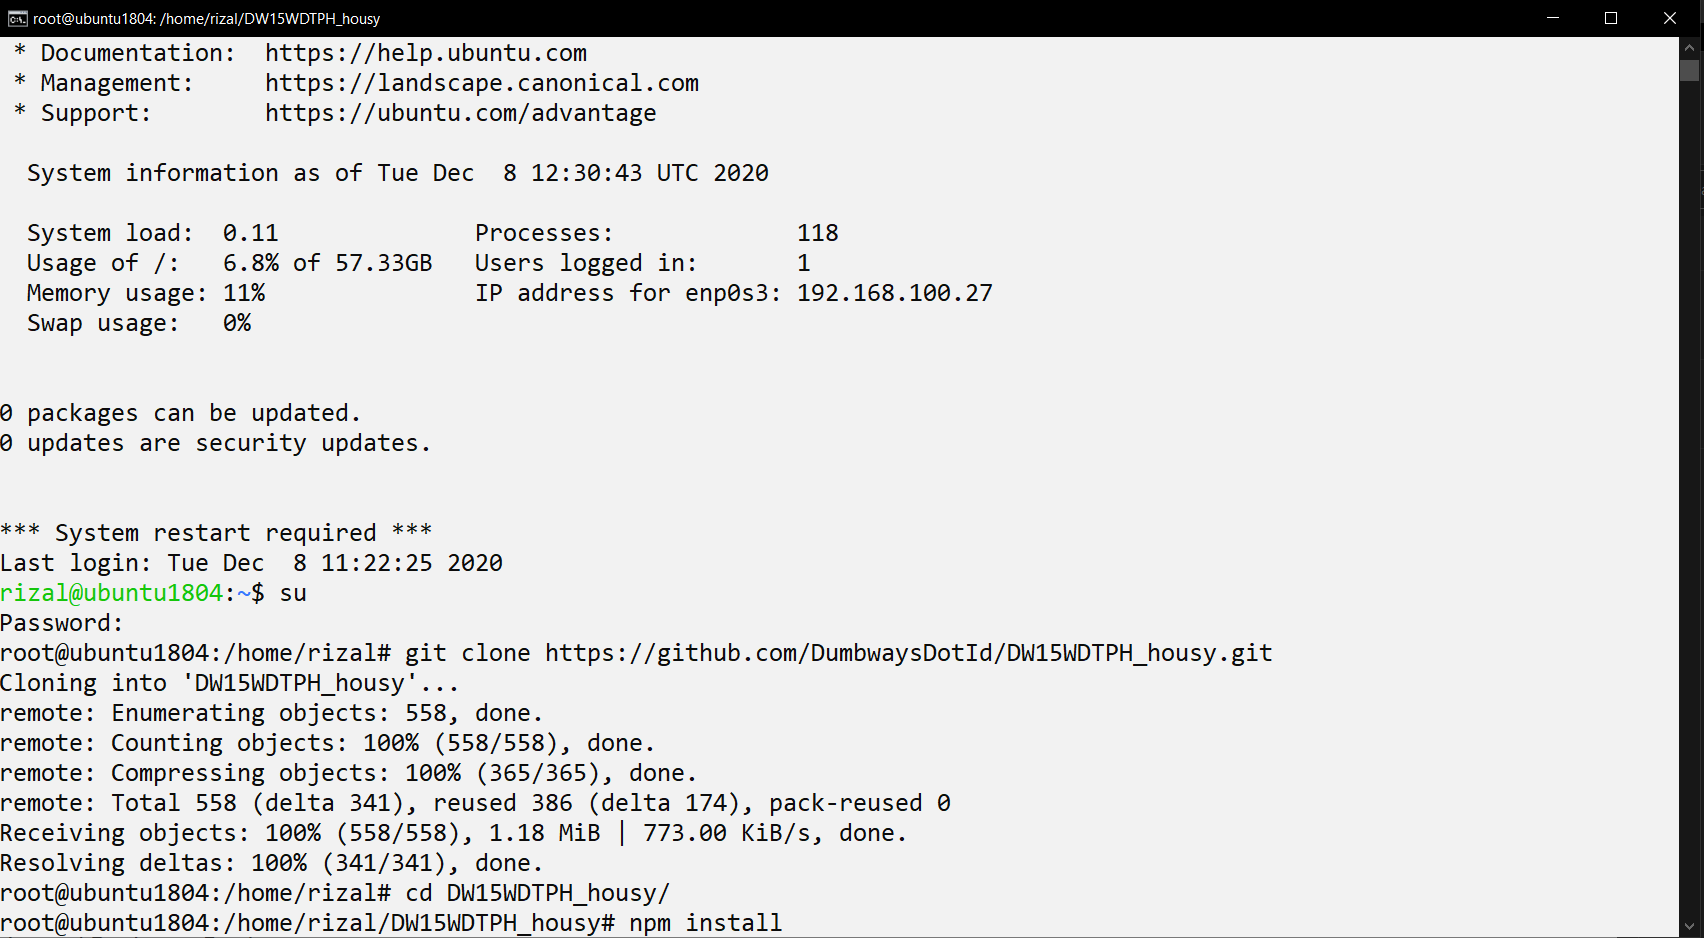 root@ubuntu1804: /home/rizal/DW15WDTPH_housy
 * Documentation:  https://help.ubuntu.com
 * Management:     https://landscape.canonical.com
 * Support:        https://ubuntu.com/advantage
  System information as of Tue Dec  8 12:30:43 UTC 2020
  System load:  0.11              Processes:             118
  Usage of /:   6.8% of 57.33GB   Users logged in:       1
  Memory usage: 11%               IP address for enp0s3: 192.168.100.27
  Swap usage:   0%
0 packages can be updated.
0 updates are security updates.
*** System restart required ***
Last login: Tue Dec  8 11:22:25 2020
rizal@ubuntu1804:~$ su
Password:
root@ubuntu1804:/home/rizal# git clone https://github.com/DumbwaysDotId/DW15WDTPH_housy.git
Cloning into 'DW15WDTPH_housy'...
remote: Enumerating objects: 558, done.
remote: Counting objects: 100% (558/558), done.
remote: Compressing objects: 100% (365/365), done.
remote: Total 558 (delta 341), reused 386 (delta 174), pack-reused 0
Receiving objects: 100% (558/558), 1.18 MiB | 773.00 KiB/s, done.
Resolving deltas: 100% (341/341), done.
root@ubuntu1804:/home/rizal# cd DW15WDTPH_housy/
root@ubuntu1804:/home/rizal/DW15WDTPH_housy# npm install